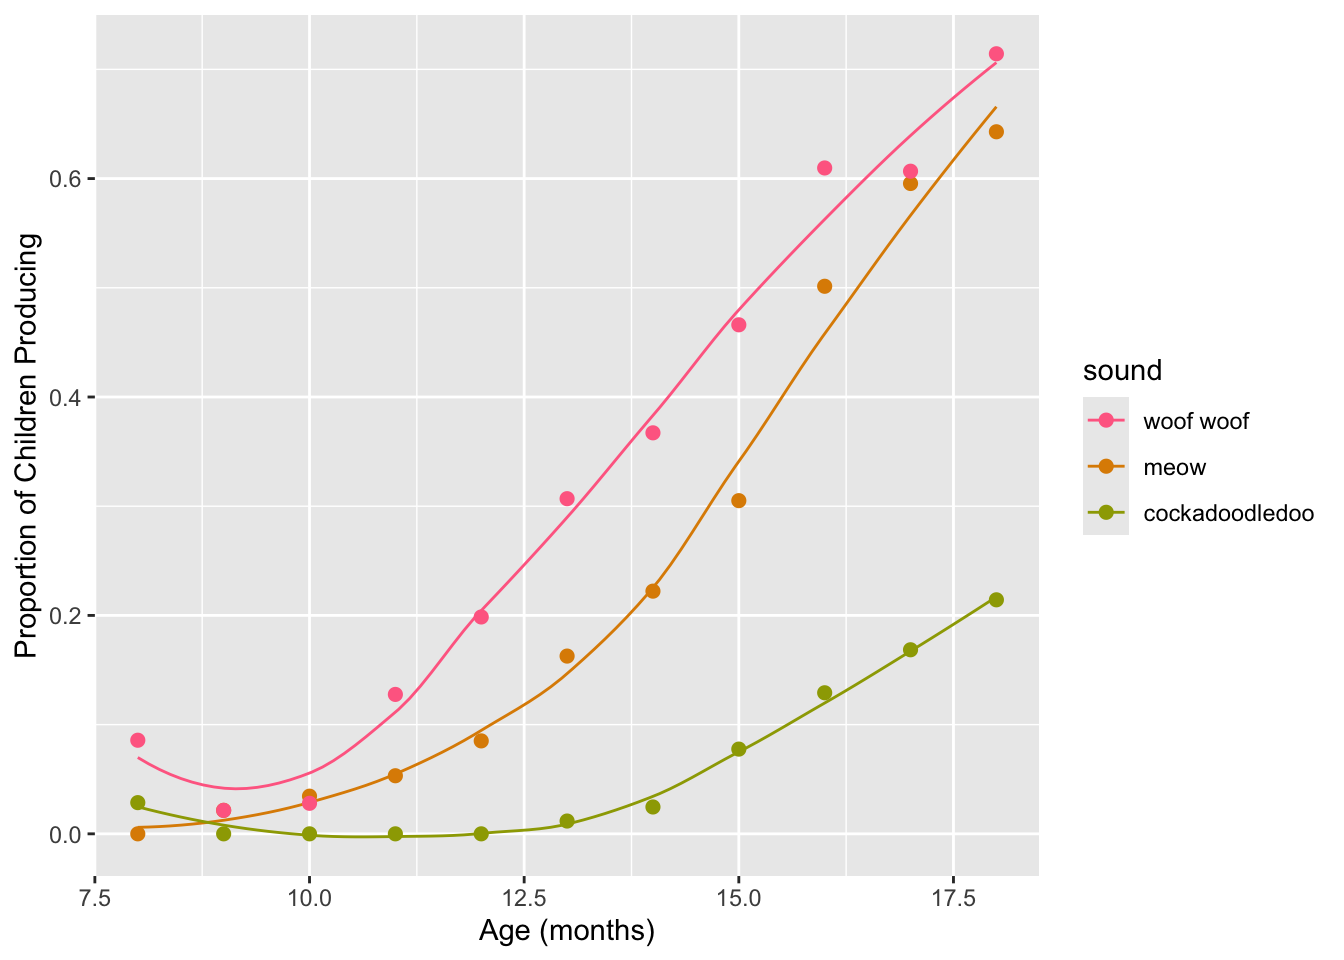 Proportion of Children Producing
0.6
0.4
0.2
0.0
7.5 10.0 12.5 15.0 17.5
Age (months)
sound
woof woof
meow
cockadoodledoo